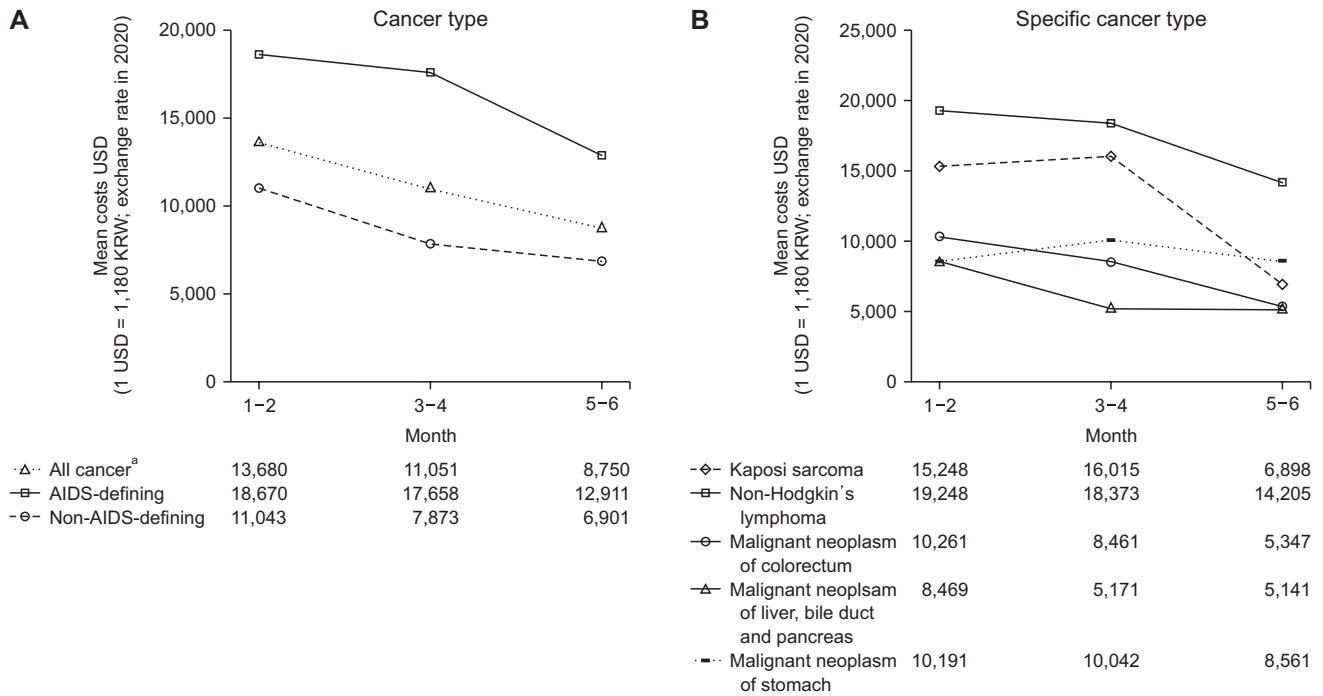 A
Cancer type
Mean costs USD
(1 USD = 1,180 KRW; exchange rate in 2020)
20,000
15,000
10,000
5,000
0
1–2
3–4
5–6
Month
All cancerᵃ 13,680 11,051 8,750
AIDS-defining 18,670 17,658 12,911
Non-AIDS-defining 11,043 7,873 6,901
B
Specific cancer type
Mean costs USD
(1 USD = 1,180 KRW; exchange rate in 2020)
25,000
20,000
15,000
10,000
5,000
0
1–2
3–4
5–6
Month
Kaposi sarcoma 15,248 16,015 6,898
Non-Hodgkin's 19,248 18,373 14,205
lymphoma
Malignant neoplasm 10,261 8,461 5,347
of colorectum
Malignant neoplsam 8,469 5,171 5,141
of liver, bile duct
and pancreas
Malignant neoplasm 10,191 10,042 8,561
of stomach